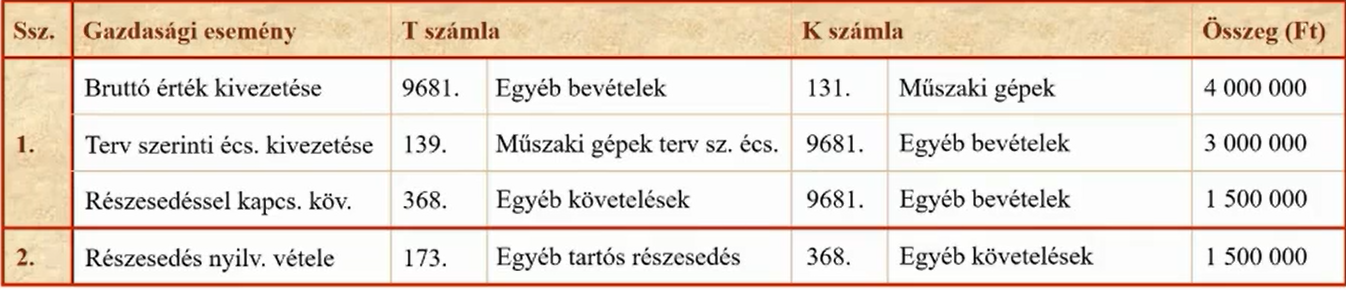 Ssz. Gazdasági esemény T számla K számla Összeg (Ft)
Bruttó érték kivezetése 9681. Egyéb bevételek 131. Műszaki gépek 4 000 000
1. Terv szerinti écs. kivezetése 139. Műszaki gépek terv sz. écs. 9681. Egyéb bevételek 3 000 000
Részesedéssel kapcs. köv. 368. Egyéb követelések 9681. Egyéb bevételek 1 500 000
2. Részesedés nyilv. vétele 173. Egyéb tartós részesedés 368. Egyéb követelések 1 500 000